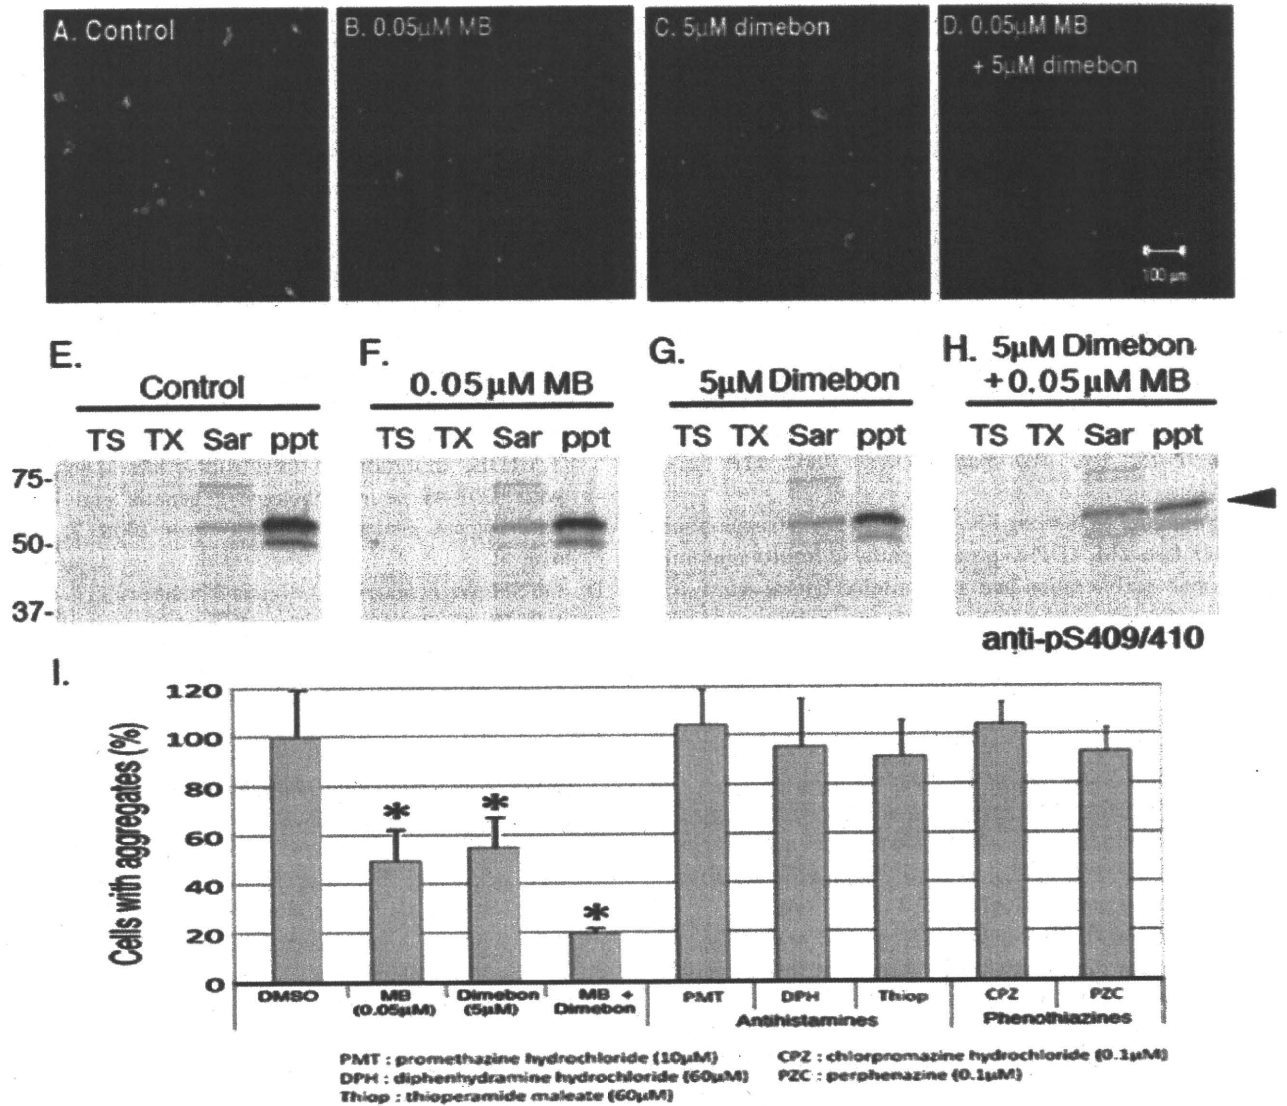 A. Control
B. 0.05µM MB
C. 5µM dimebon
D. 0.05µM MB
+ 5µM dimebon
100 µm
E.
Control
TS TX Sar ppt
F.
0.05µM MB
TS TX Sar ppt
G.
5µM Dimebon
TS TX Sar ppt
H. 5µM Dimebon
+0.05µM MB
TS TX Sar ppt
75-
50-
37-
anti-pS409/410
I.
Cells with aggregates (%)
120
100
80
60
40
20
0
* * *
DMSO
MB
(0.05µM)
Dimebon
(5µM)
MB +
Dimebon
PMT DPH Thiop
Antihistamines
CPZ PZC
Phenothiazines
PMT : promethazine hydrochloride (10µM)
DPH : diphenhydramine hydrochloride (60µM)
Thiop : thioperamide maleate (60µM)
CPZ : chlorpromazine hydrochloride (0.1µM)
PZC : perphenazine (0.1µM)